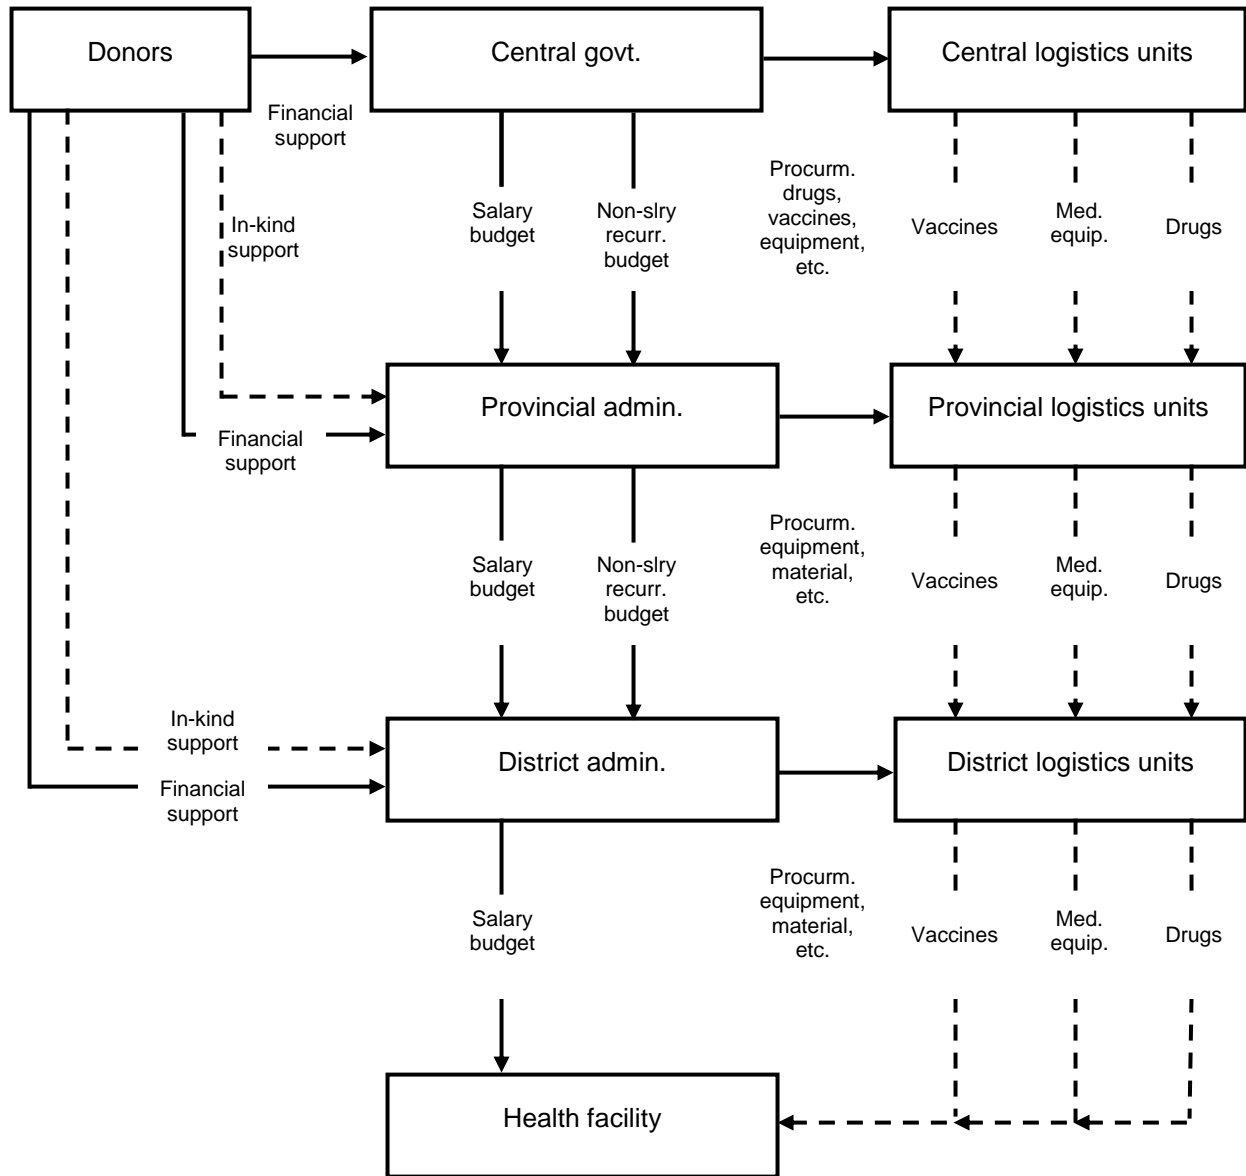 Donors
Central govt.
Central logistics units
Financial
support
In-kind
support
Salary
budget
Non-slry
recurr.
budget
Procurm.
drugs,
vaccines,
equipment,
etc.
Vaccines
Med.
equip.
Drugs
Provincial admin.
Provincial logistics units
Financial
support
Salary
budget
Non-slry
recurr.
budget
Procurm.
equipment,
material,
etc.
Vaccines
Med.
equip.
Drugs
In-kind
support
District admin.
District logistics units
Financial
support
Salary
budget
Procurm.
equipment,
material,
etc.
Vaccines
Med.
equip.
Drugs
Health facility